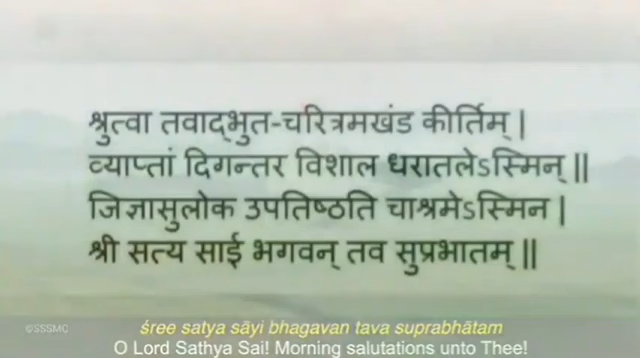 श्रुत्वा तवाद्भुत-चरित्रमखंड कीर्तिम् |
व्याप्तां दिगन्तर विशाल धरातलेऽस्मिन् ||
जिज्ञासुलोक उपतिष्ठति चाश्रमेऽस्मिन |
श्री सत्य साई भगवन् तव सुप्रभातम् ||
©SSSMC
śree satya sāyi bhagavan tava suprabhātam
O Lord Sathya Sai! Morning salutations unto Thee!